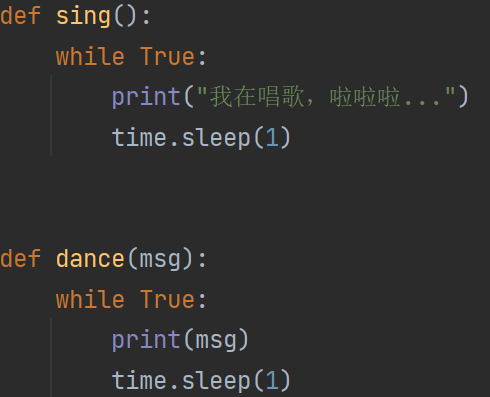 def sing():
    while True:
        print("我在唱歌，啦啦啦...")
        time.sleep(1)
def dance(msg):
    while True:
        print(msg)
        time.sleep(1)